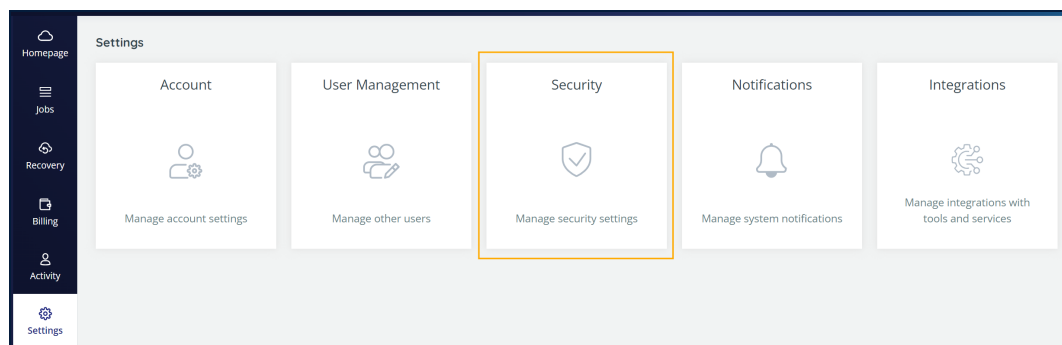 Homepage
Jobs
Recovery
Billing
Activity
Settings
Settings
Account
Manage account settings
User Management
Manage other users
Security
Manage security settings
Notifications
Manage system notifications
Integrations
Manage integrations with
tools and services